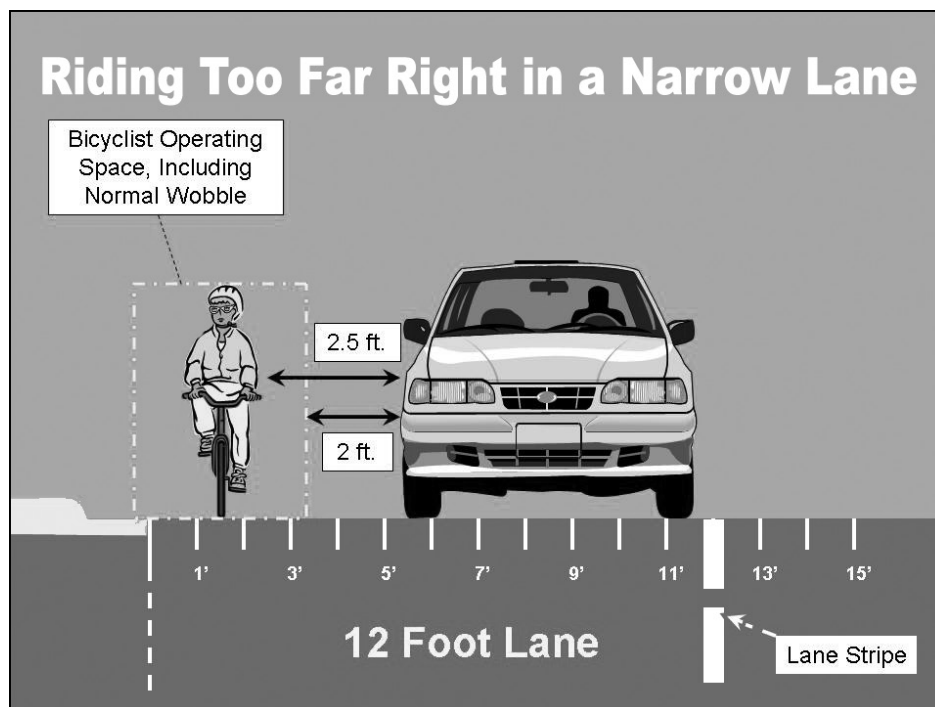 Riding Too Far Right in a Narrow Lane
Bicyclist Operating
Space, Including
Normal Wobble
2.5 ft.
2 ft.
1’ 3’ 5’ 7’ 9’ 11’ 13’ 15’
12 Foot Lane
Lane Stripe